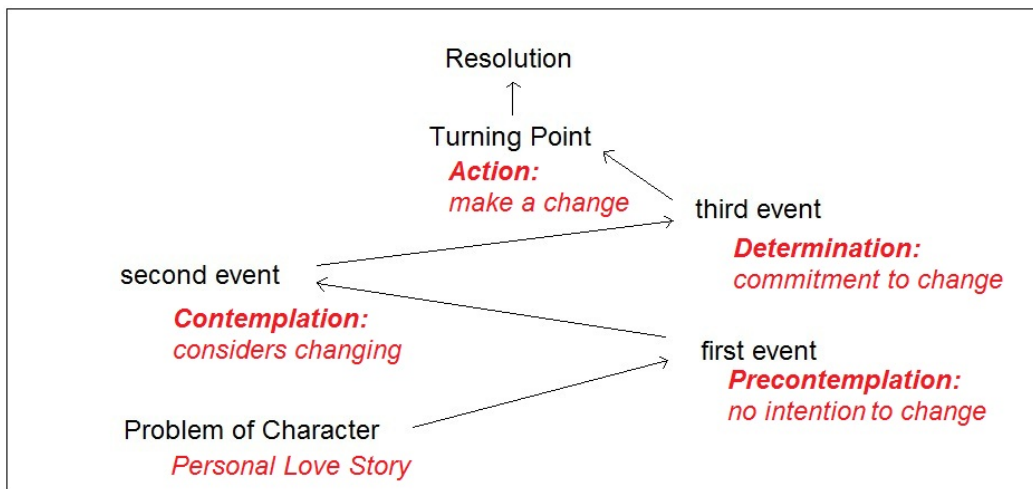 Resolution
Turning Point
Action:
make a change
third event
Determination:
commitment to change
second event
Contemplation:
considers changing
first event
Precontemplation:
no intention to change
Problem of Character
Personal Love Story